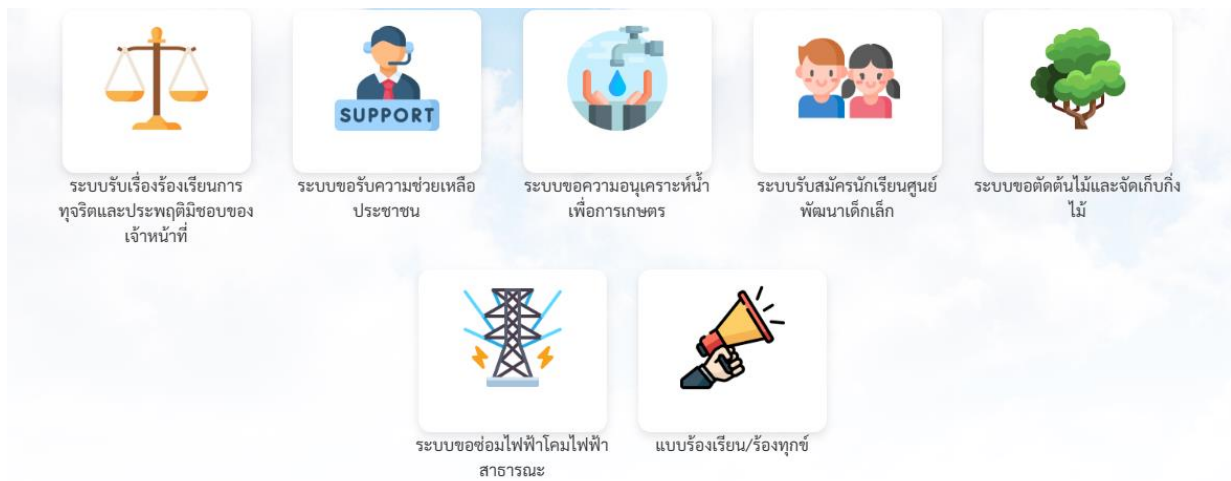 SUPPORT
ระบบรับเรื่องร้องเรียนการ
ทุจริตและประพฤติมิชอบของ
เจ้าหน้าที่
ระบบขอรับความช่วยเหลือ
ประชาชน
ระบบขอความอนุเคราะห์น้ำ
เพื่อการเกษตร
ระบบรับสมัครนักเรียนศูนย์
พัฒนาเด็กเล็ก
ระบบขอตัดต้นไม้และจัดเก็บกิ่ง
ไม้
ระบบขอซ่อมไฟฟ้าโคมไฟฟ้า
สาธารณะ
แบบร้องเรียน/ร้องทุกข์